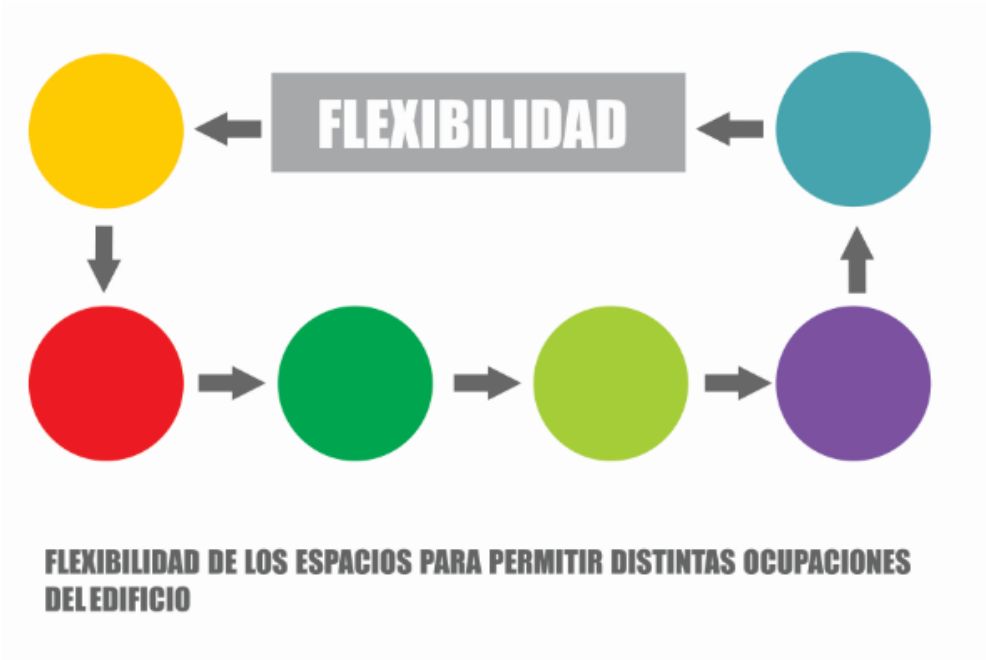 FLEXIBILIDAD
FLEXIBILIDAD DE LOS ESPACIOS PARA PERMITIR DISTINTAS OCUPACIONES
DEL EDIFICIO